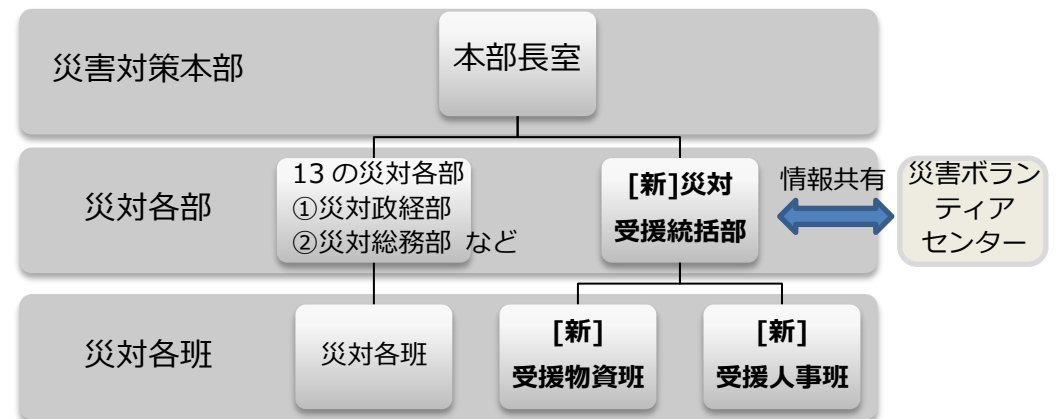 災害対策本部
本部長室
災対各部
13 の災対各部
①災対政経部
②災対総務部 など
[新]災対
受援統括部
情報共有
災害ボラン
ティア
センター
災対各班
災対各班
[新]
受援物資班
[新]
受援人事班